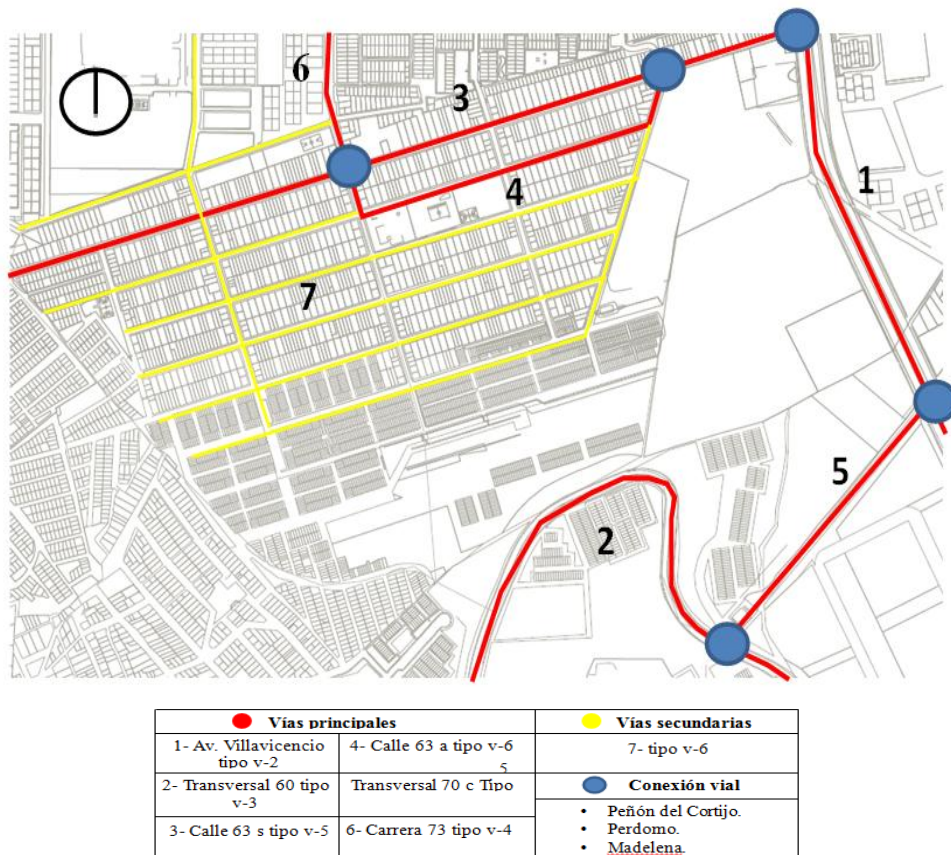 6
3
1
4
7
5
2
Vías principales
Vías secundarias
1- Av. Villavicencio
tipo v-2
4- Calle 63 a tipo v-6
5
7- tipo v-6
2- Transversal 60 tipo
v-3
Transversal 70 c Tipo
Conexión vial
3- Calle 63 s tipo v-5
6- Carrera 73 tipo v-4
• Peñón del Cortijo.
• Perdomo.
• Madelena.